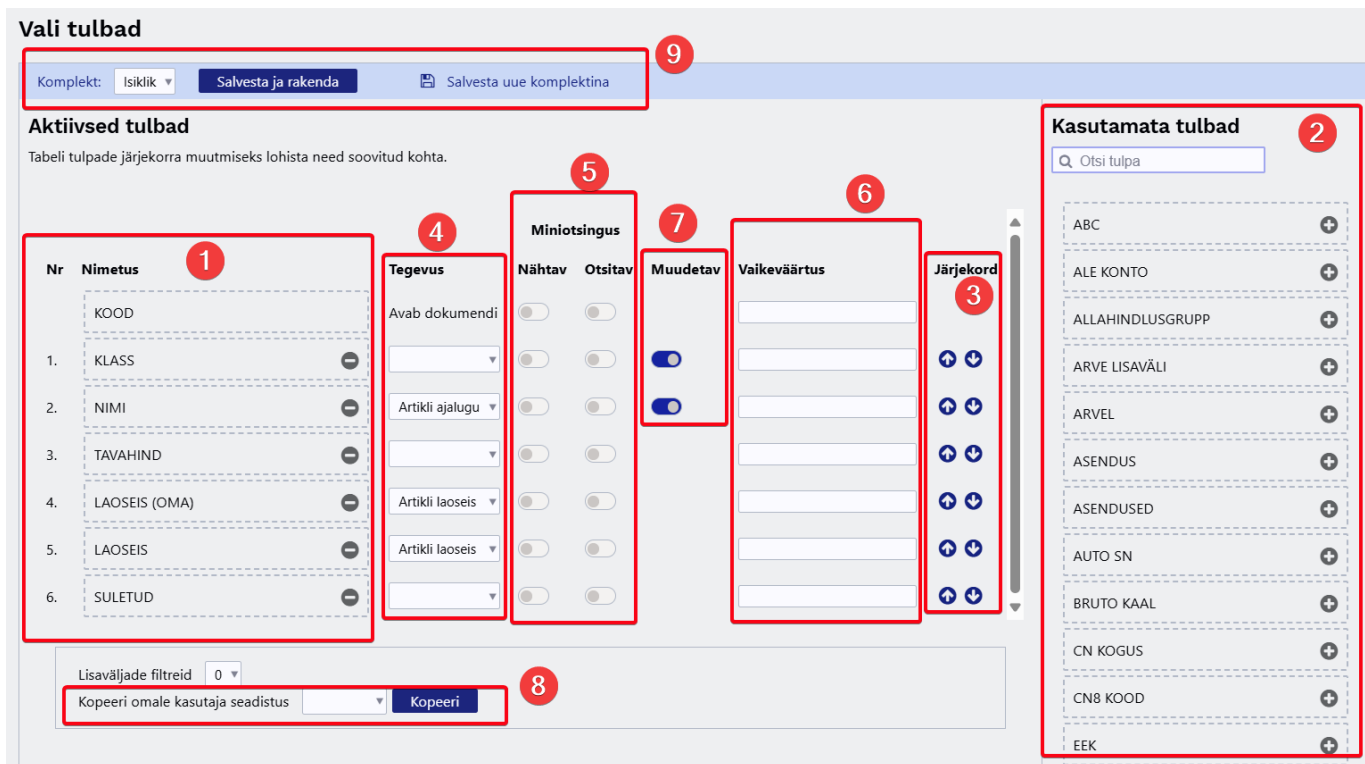 Vali tulbad
9
Komplekt: Isiklik Salvesta ja rakenda Salvesta uue komplektina
Aktiivsed tulbad
Tabeli tulpade järjekorra muutmiseks lohista need soovitud kohta.
5
6
4
Miniotsingus
7
1
Nr Nimetus Tegevus Nähtav Otsitav Muudetav Vaikeväärtus Järjekord
3
KOOD Avab dokumendi
1. KLASS
2. NIMI Artikli ajalugu
3. TAVAHIND
4. LAOSEIS (OMA) Artikli laoseis
5. LAOSEIS Artikli laoseis
6. SULETUD
Lisaväljade filtreid 0
8
Kopeeri omale kasutaja seadistus Kopeeri
Kasutamata tulbad
2
Otsi tulpa
ABC
ALE KONTO
ALLAHINDLUSGRUPP
ARVE LISAVÄLI
ARVEL
ASENDUS
ASENDUSED
AUTO SN
BRUTO KAAL
CN KOGUS
CN8 KOOD
EEK